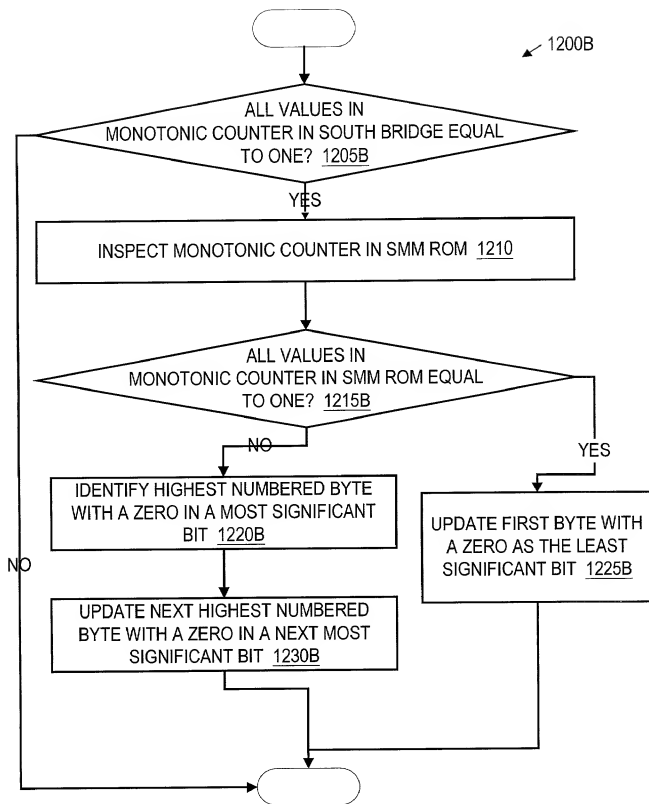 1200B
ALL VALUES IN
MONOTONIC COUNTER IN SOUTH BRIDGE EQUAL
TO ONE? 1205B
YES
INSPECT MONOTONIC COUNTER IN SMM ROM 1210
ALL VALUES IN
MONOTONIC COUNTER IN SMM ROM EQUAL
TO ONE? 1215B
NO
YES
IDENTIFY HIGHEST NUMBERED BYTE
WITH A ZERO IN A MOST SIGNIFICANT
BIT 1220B
UPDATE FIRST BYTE WITH
A ZERO AS THE LEAST
SIGNIFICANT BIT 1225B
NO
UPDATE NEXT HIGHEST NUMBERED
BYTE WITH A ZERO IN A NEXT MOST
SIGNIFICANT BIT 1230B